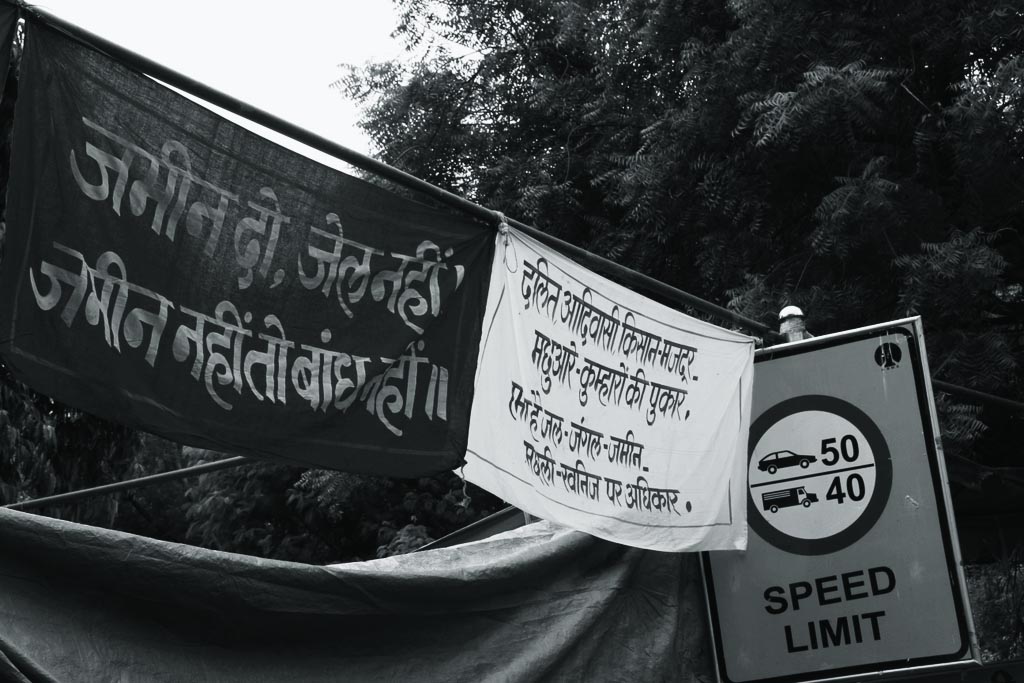 जमीन दो, जेल नहीं,
जमीन नहीं तो बांध नहीं॥
दलित आदिवासी किसान-मजदूर-
मछुआरे-कुम्हारों की पुकार,
है जल-जंगल-जमीन-
मछली-खनिज पर अधिकार.
50
40
SPEED
LIMIT